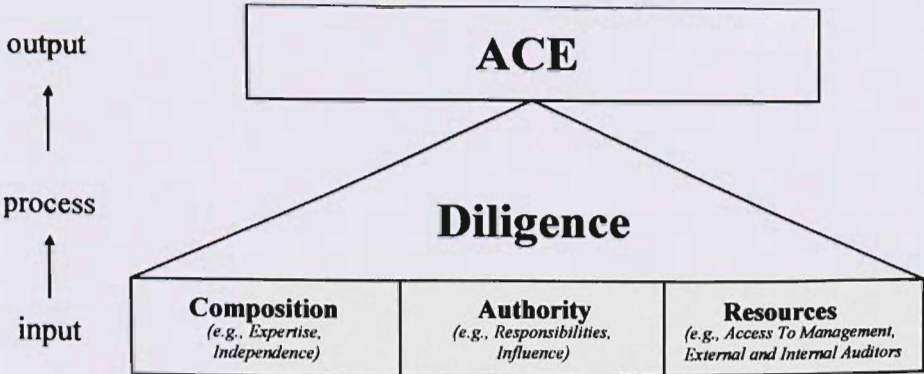 output
ACE
process
Diligence
input
Composition
(e.g., Expertise,
Independence)
Authority
(e.g., Responsibilities,
Influence)
Resources
(e.g., Access To Management,
External and Internal Auditors